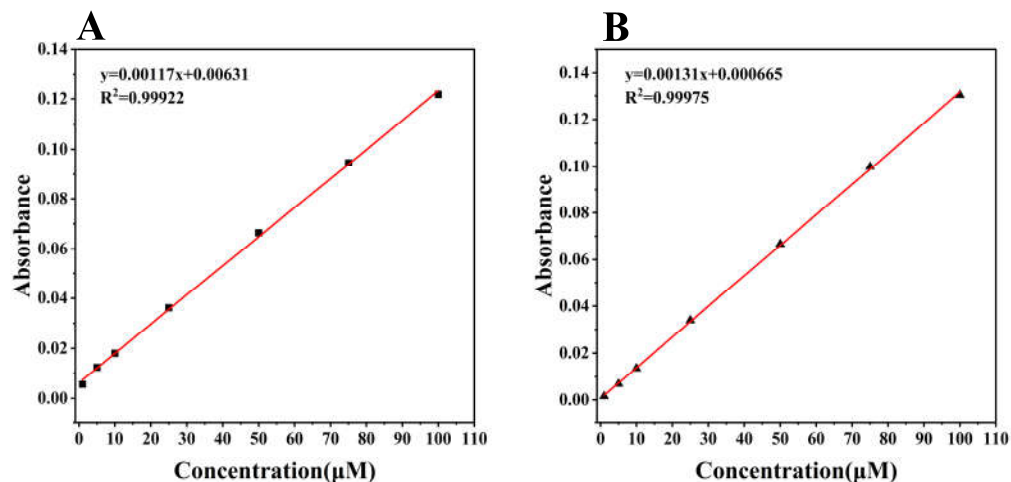 A
y=0.00117x+0.00631
R²=0.99922
Absorbance
0.14
0.12
0.10
0.08
0.06
0.04
0.02
0.00
0 10 20 30 40 50 60 70 80 90 100 110
Concentration(μM)
B
y=0.00131x+0.000665
R²=0.99975
Absorbance
0.14
0.12
0.10
0.08
0.06
0.04
0.02
0.00
0 10 20 30 40 50 60 70 80 90 100 110
Concentration(μM)